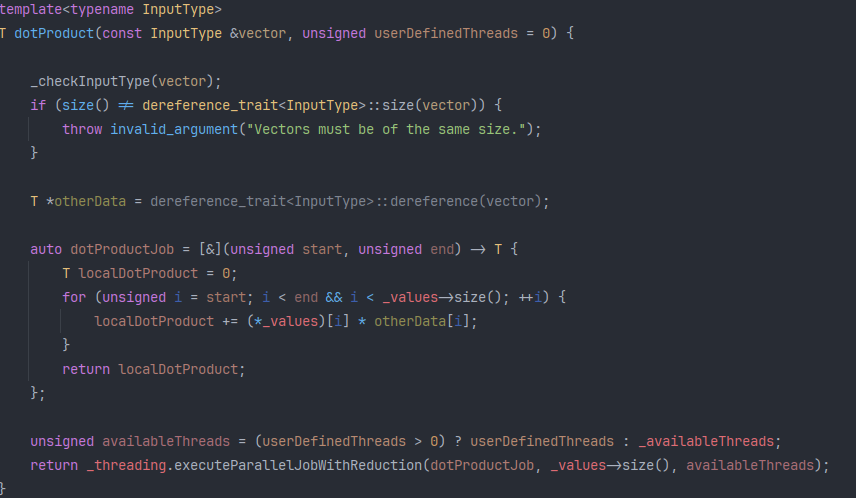 template<typename InputType>
T dotProduct(const InputType &vector, unsigned userDefinedThreads = 0) {
_checkInputType(vector);
if (size() != dereference_trait<InputType>::size(vector)) {
throw invalid_argument("Vectors must be of the same size.");
}
T *otherData = dereference_trait<InputType>::dereference(vector);
auto dotProductJob = [&](unsigned start, unsigned end) -> T {
T localDotProduct = 0;
for (unsigned i = start; i < end && i < _values->size(); ++i) {
localDotProduct += (*_values)[i] * otherData[i];
}
return localDotProduct;
};
unsigned availableThreads = (userDefinedThreads > 0) ? userDefinedThreads : _availableThreads;
return _threading.executeParallelJobWithReduction(dotProductJob, _values->size(), availableThreads);
}